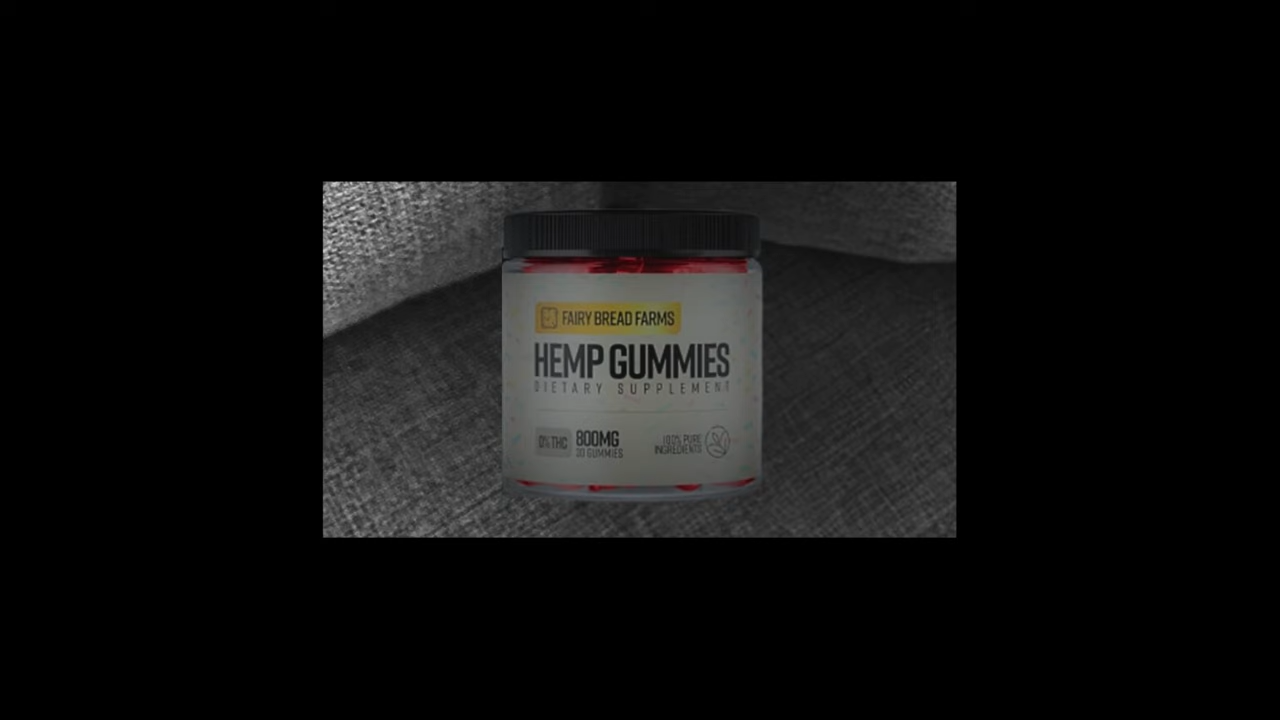 FAIRY BREAD FARMS
HEMP GUMMIES
DIETARY SUPPLEMENT
0% THC
800MG
30 GUMMIES
100% PURE
INGREDIENTS